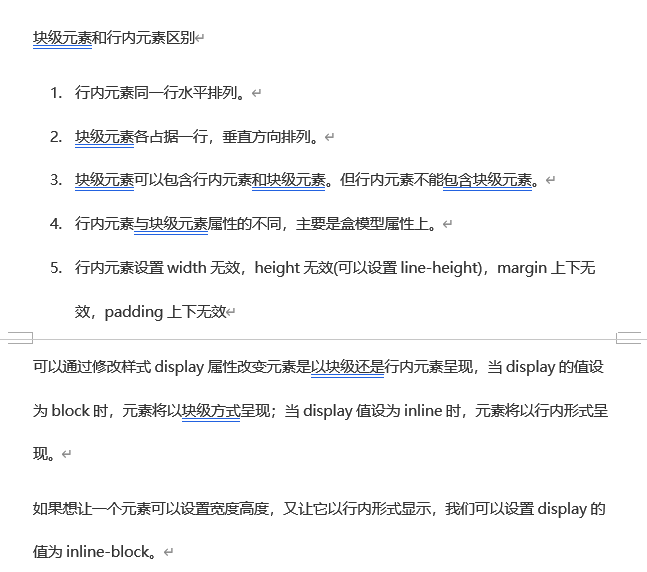 块级元素和行内元素区别
1. 行内元素同一行水平排列。
2. 块级元素各占据一行，垂直方向排列。
3. 块级元素可以包含行内元素和块级元素。但行内元素不能包含块级元素。
4. 行内元素与块级元素属性的不同，主要是盒模型属性上。
5. 行内元素设置 width 无效，height 无效(可以设置 line-height)，margin 上下无
效，padding 上下无效
可以通过修改样式 display 属性改变元素是以块级还是行内元素呈现，当 display 的值设
为 block 时，元素将以块级方式呈现；当 display 值设为 inline 时，元素将以行内形式呈
现。
如果想让一个元素可以设置宽度高度，又让它以行内形式显示，我们可以设置 display 的
值为 inline-block。